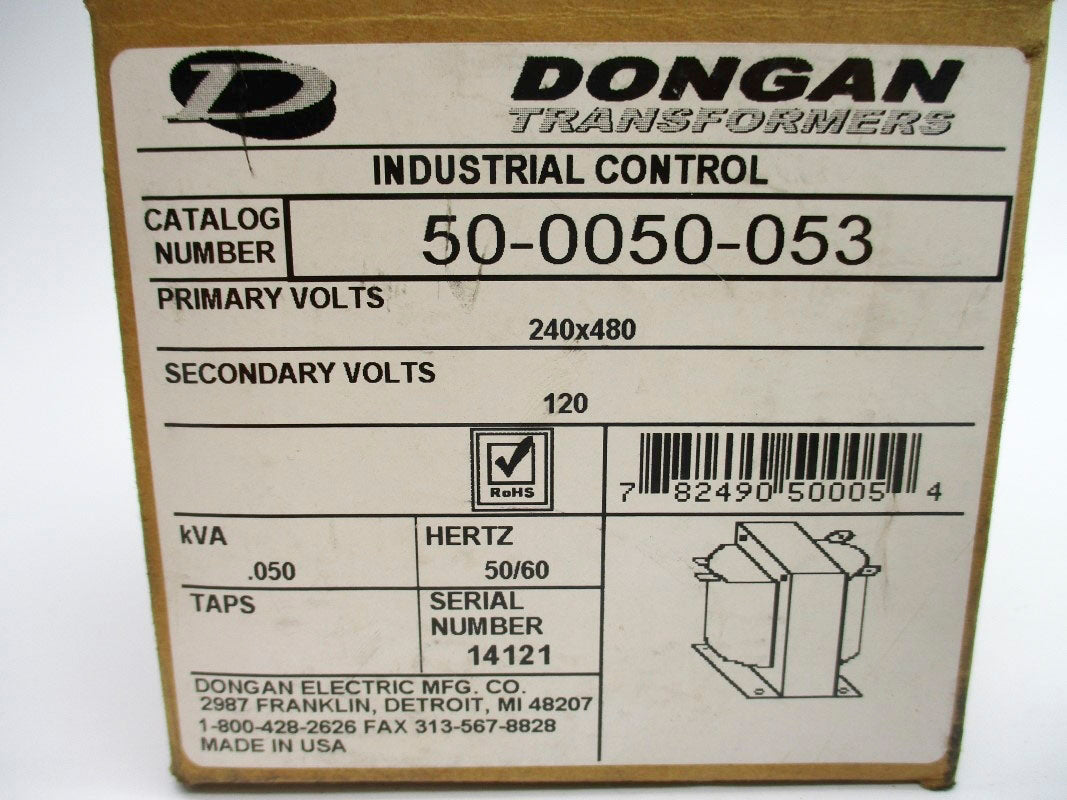 D
DONGAN
TRANSFORMERS
INDUSTRIAL CONTROL
CATALOG
NUMBER
50-0050-053
PRIMARY VOLTS
240x480
SECONDARY VOLTS
120
RoHS
7 82490 50005 4
kVA
.050
HERTZ
50/60
TAPS
SERIAL
NUMBER
14121
DONGAN ELECTRIC MFG. CO.
2987 FRANKLIN, DETROIT, MI 48207
1-800-428-2626 FAX 313-567-8828
MADE IN USA